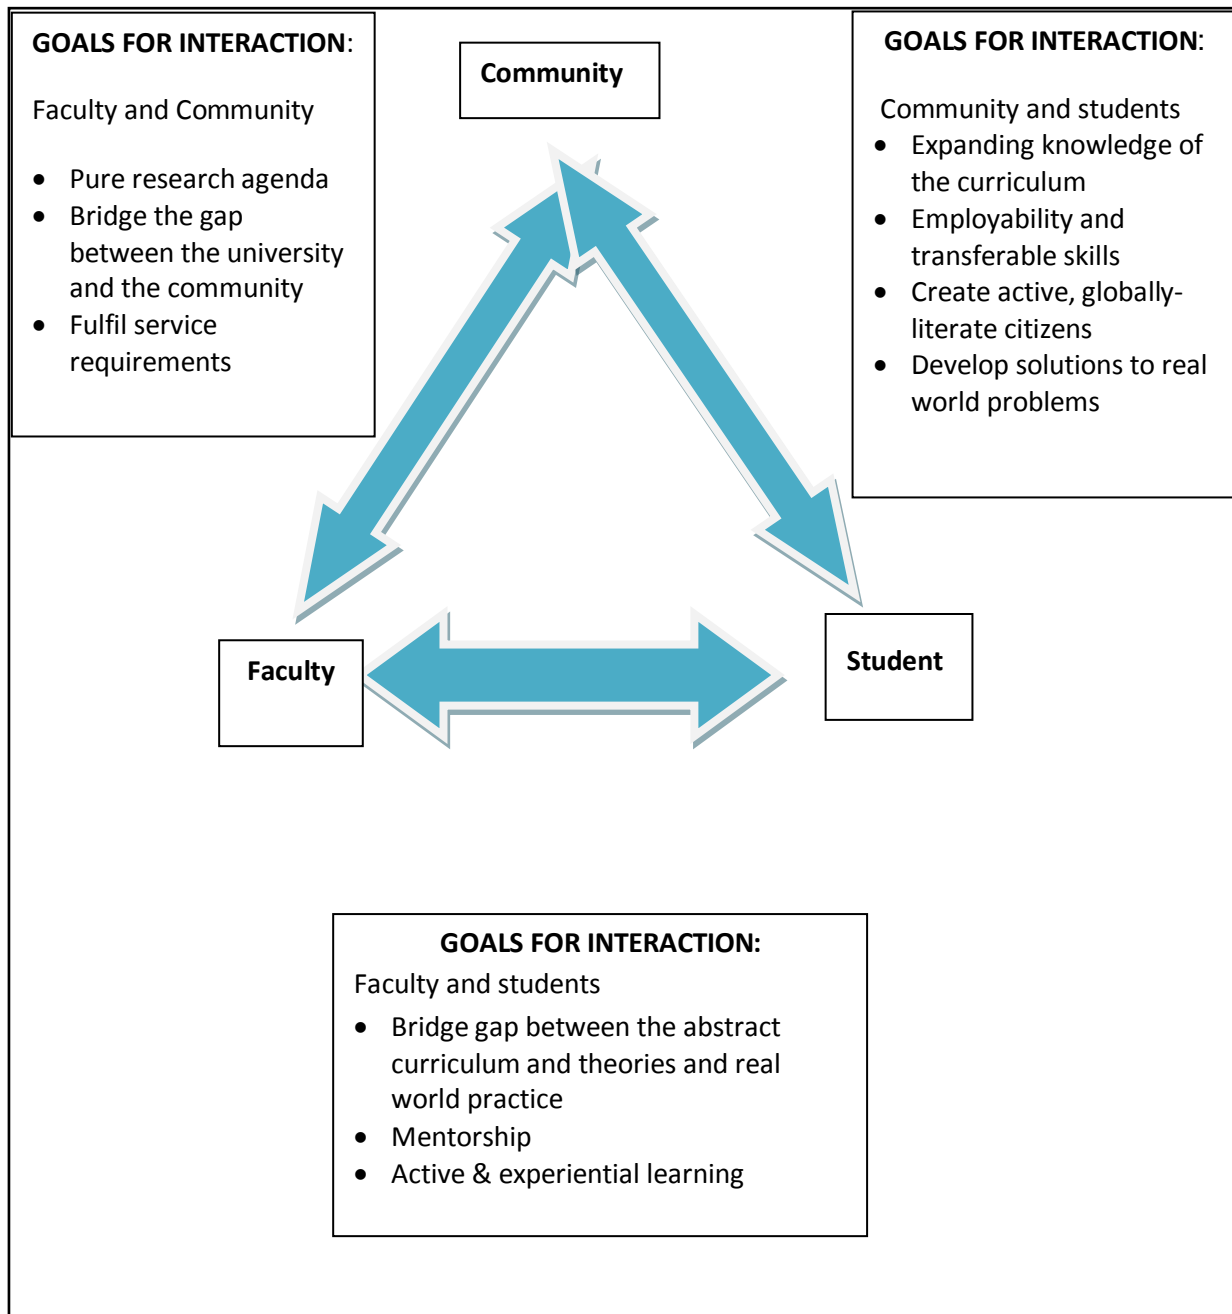 GOALS FOR INTERACTION:
Faculty and Community
• Pure research agenda
• Bridge the gap
between the university
and the community
• Fulfil service
requirements
Community
GOALS FOR INTERACTION:
Community and students
• Expanding knowledge of
the curriculum
• Employability and
transferable skills
• Create active, globally-
literate citizens
• Develop solutions to real
world problems
Faculty
Student
GOALS FOR INTERACTION:
Faculty and students
• Bridge gap between the abstract
curriculum and theories and real
world practice
• Mentorship
• Active & experiential learning